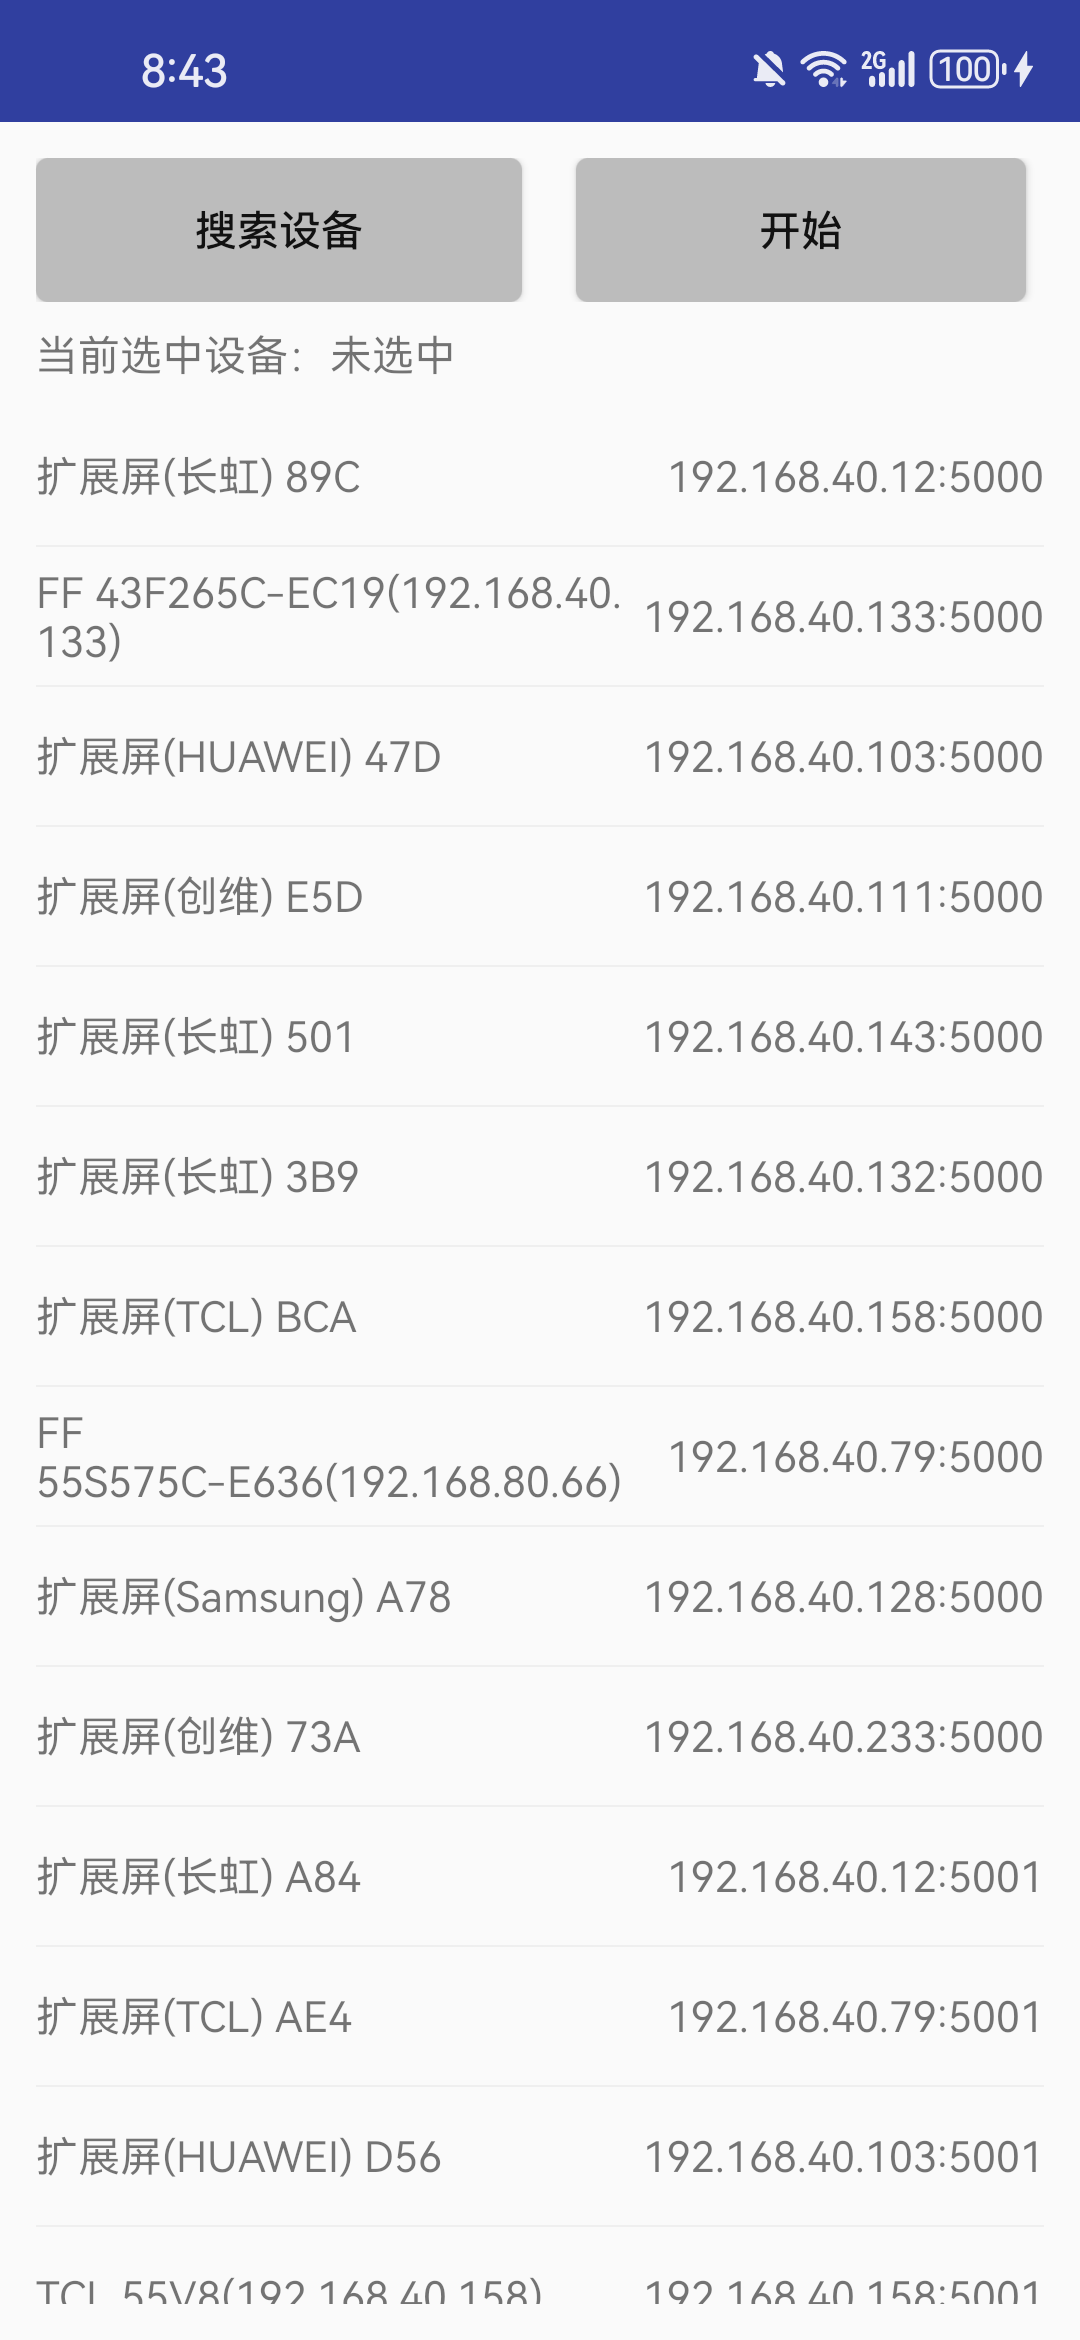 8:43
2G
100
搜索设备
开始
当前选中设备：未选中
扩展屏(长虹) 89C
192.168.40.12:5000
FF 43F265C-EC19(192.168.40.
133)
192.168.40.133:5000
扩展屏(HUAWEI) 47D
192.168.40.103:5000
扩展屏(创维) E5D
192.168.40.111:5000
扩展屏(长虹) 501
192.168.40.143:5000
扩展屏(长虹) 3B9
192.168.40.132:5000
扩展屏(TCL) BCA
192.168.40.158:5000
FF
55S575C-E636(192.168.80.66)
192.168.40.79:5000
扩展屏(Samsung) A78
192.168.40.128:5000
扩展屏(创维) 73A
192.168.40.233:5000
扩展屏(长虹) A84
192.168.40.12:5001
扩展屏(TCL) AE4
192.168.40.79:5001
扩展屏(HUAWEI) D56
192.168.40.103:5001
TCL 55V8(192.168.40.158)
192.168.40.158:5001